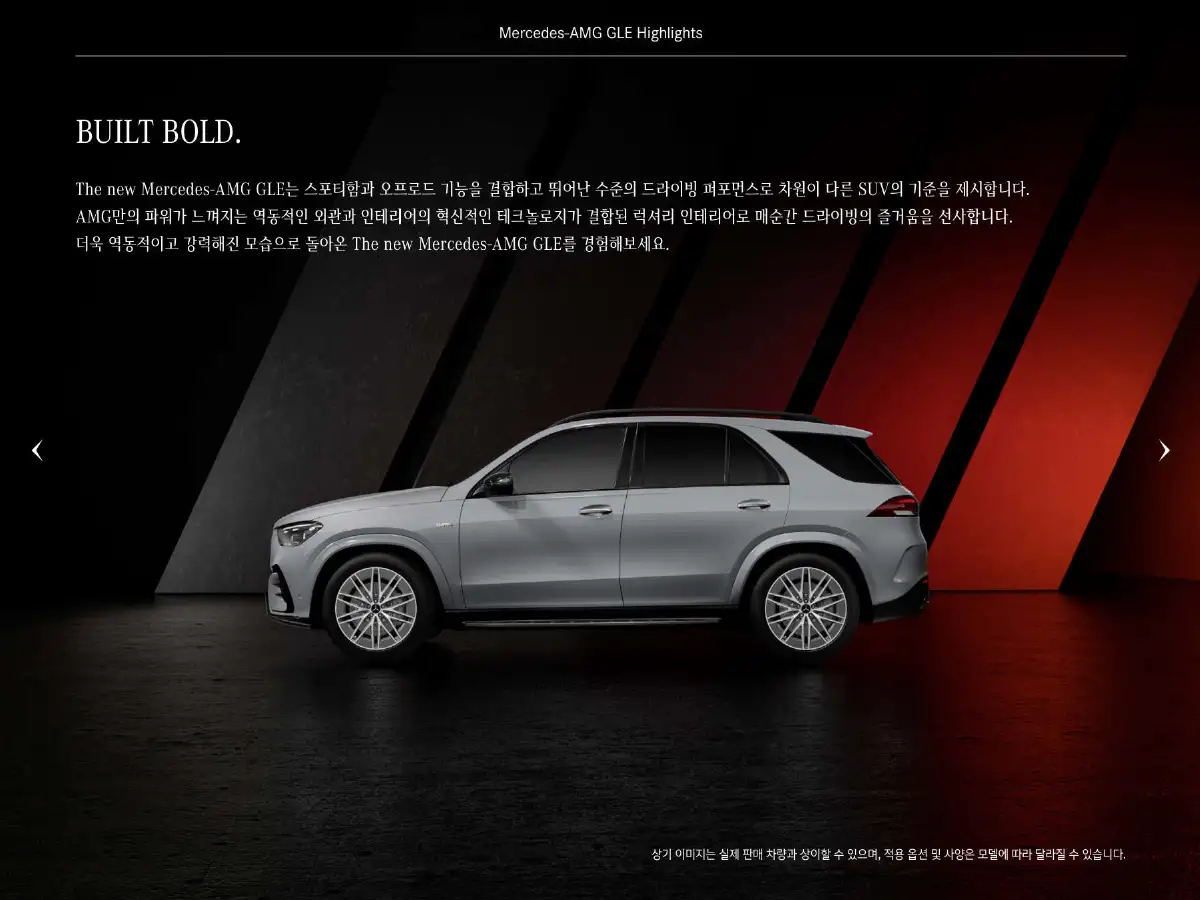 Mercedes-AMG GLE Highlights
BUILT BOLD.
The new Mercedes-AMG GLE는 스포티함과 오프로드 기능을 결합하고 뛰어난 수준의 드라이빙 퍼포먼스로 차원이 다른 SUV의 기준을 제시합니다.
AMG만의 파워가 느껴지는 역동적인 외관과 인테리어의 혁신적인 테크놀로지가 결합된 럭셔리 인테리어로 매순간 드라이빙의 즐거움을 선사합니다.
더욱 역동적이고 강력해진 모습으로 돌아온 The new Mercedes-AMG GLE를 경험해보세요.
상기 이미지는 실제 판매 차량과 상이할 수 있으며, 적용 옵션 및 사양은 모델에 따라 달라질 수 있습니다.